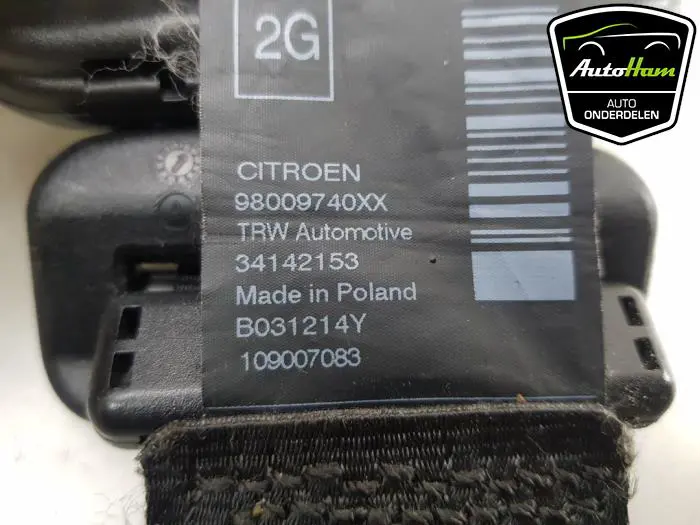 2G
CITROEN
98009740XX
TRW Automotive
34142153
Made in Poland
B031214Y
109007083
AutoHam
AUTO
ONDERDELEN